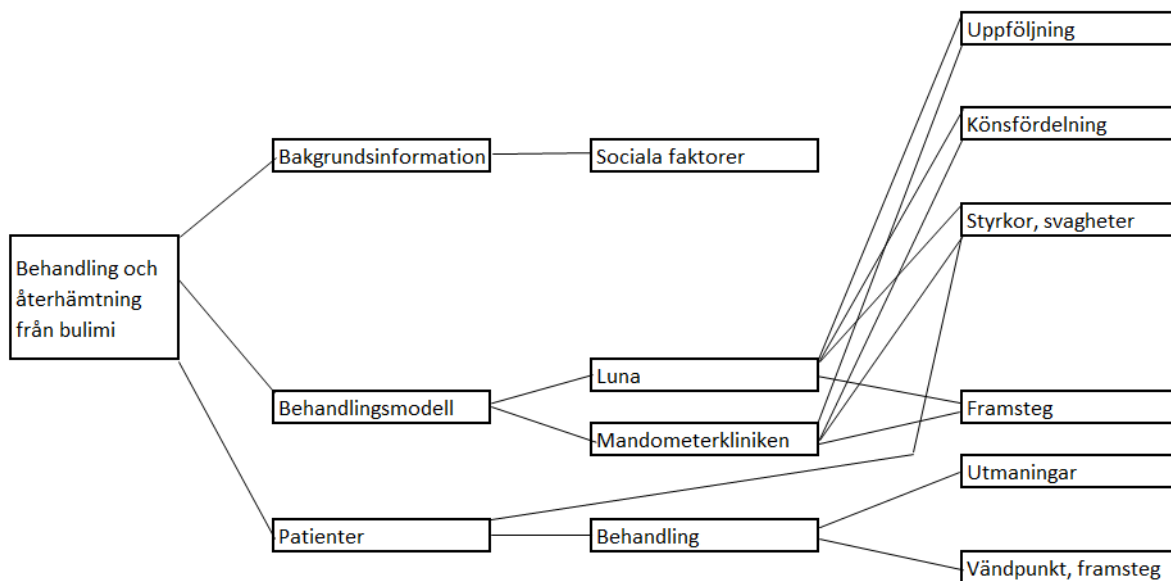 Uppföljning
Könsfördelning
Bakgrundsinformation
Sociala faktorer
Styrkor, svagheter
Behandling och
återhämtning
från bulimi
Luna
Behandlingsmodell
Framsteg
Mandometerkliniken
Utmaningar
Patienter
Behandling
Vändpunkt, framsteg